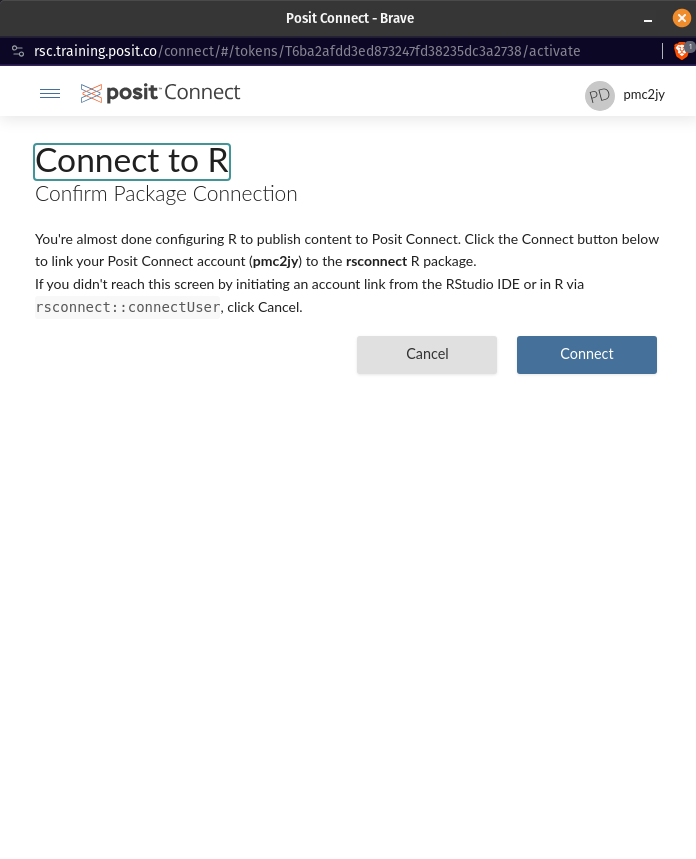 Posit Connect - Brave
rsc.training.posit.co/connect/#/tokens/T6ba2afdd3ed873247fd38235dc3a2738/activate
1
posit Connect
PD
pmc2jy
Connect to R
Confirm Package Connection
You're almost done configuring R to publish content to Posit Connect. Click the Connect button below
to link your Posit Connect account (pmc2jy) to the rsconnect R package.
If you didn't reach this screen by initiating an account link from the RStudio IDE or in R via
rsconnect::connectUser, click Cancel.
Cancel
Connect